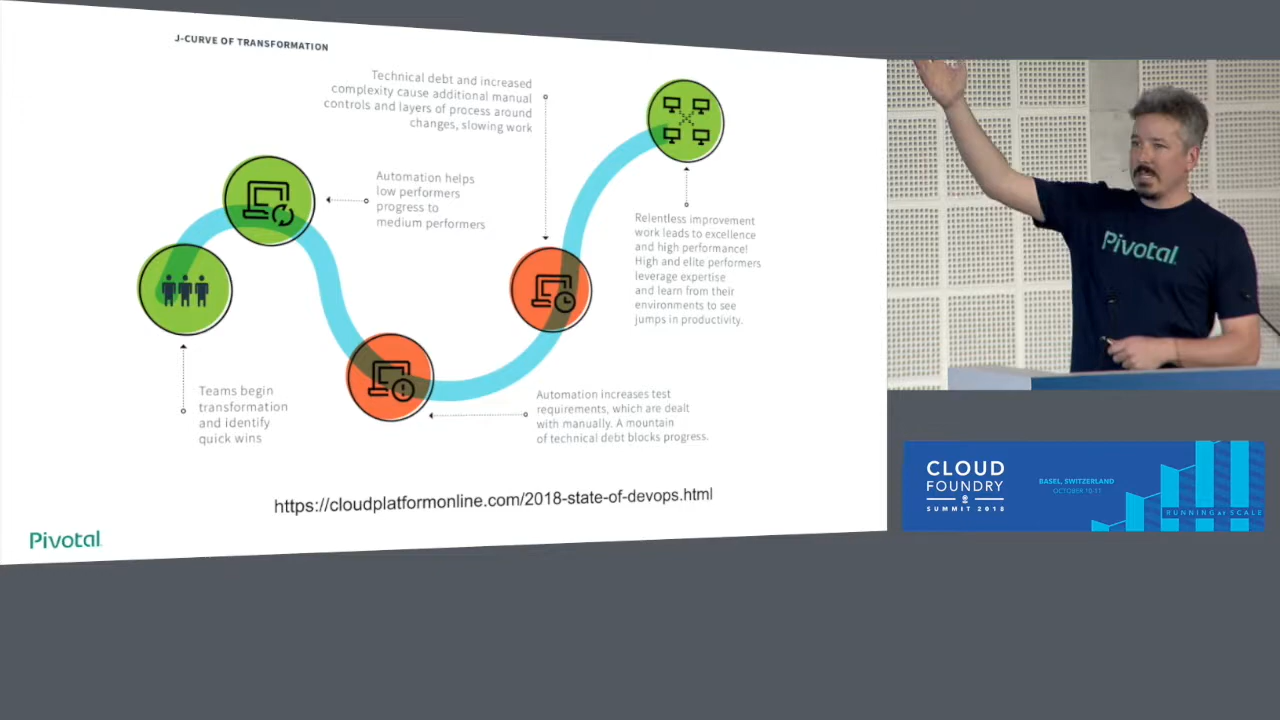 J-CURVE OF TRANSFORMATION
Technical debt and increased
complexity cause additional manual
controls and layers of process around
changes, slowing work
Automation helps
low performers
progress to
medium performers
Relentless improvement
work leads to excellence
and high performance!
High and elite performers
leverage expertise
and learn from their
environments to see
jumps in productivity.
Teams begin
transformation
and identify
quick wins
Automation increases test
requirements, which are dealt
with manually. A mountain
of technical debt blocks progress.
https://cloudplatformonline.com/2018-state-of-devops.html
Pivotal
Pivotal
CLOUD
FOUNDRY
SUMMIT 2018
BASEL, SWITZERLAND
OCTOBER 10-11
RUNNING AT SCALE